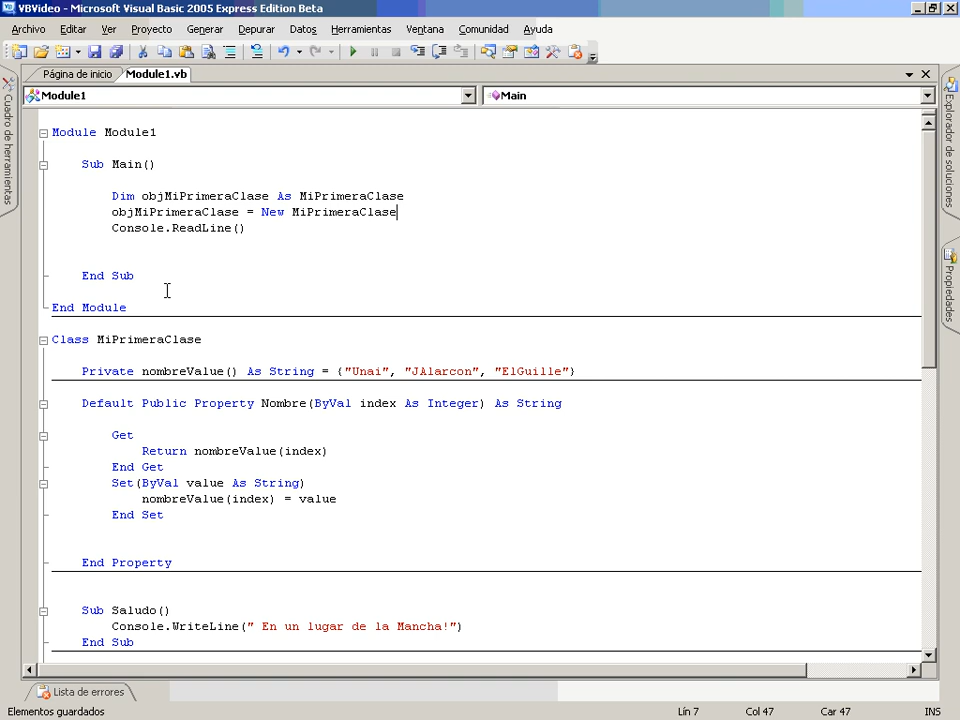 VBVideo - Microsoft Visual Basic 2005 Express Edition Beta
Archivo Editar Ver Proyecto Generar Depurar Datos Herramientas Ventana Comunidad Ayuda
Página de inicio Module1.vb
Module1 Main
Cuadro de herramientas
Explorador de soluciones
Propiedades
Module Module1
Sub Main()
Dim objMiPrimeraClase As MiPrimeraClase
objMiPrimeraClase = New MiPrimeraClase
Console.ReadLine()
End Sub
End Module
Class MiPrimeraClase
Private nombreValue() As String = {"Unai", "JAlarcon", "ElGuille"}
Default Public Property Nombre(ByVal index As Integer) As String
Get
Return nombreValue(index)
End Get
Set(ByVal value As String)
nombreValue(index) = value
End Set
End Property
Sub Saludo()
Console.WriteLine(" En un lugar de la Mancha!")
End Sub
Lista de errores
Elementos guardados Lín 7 Col 47 Car 47 INS